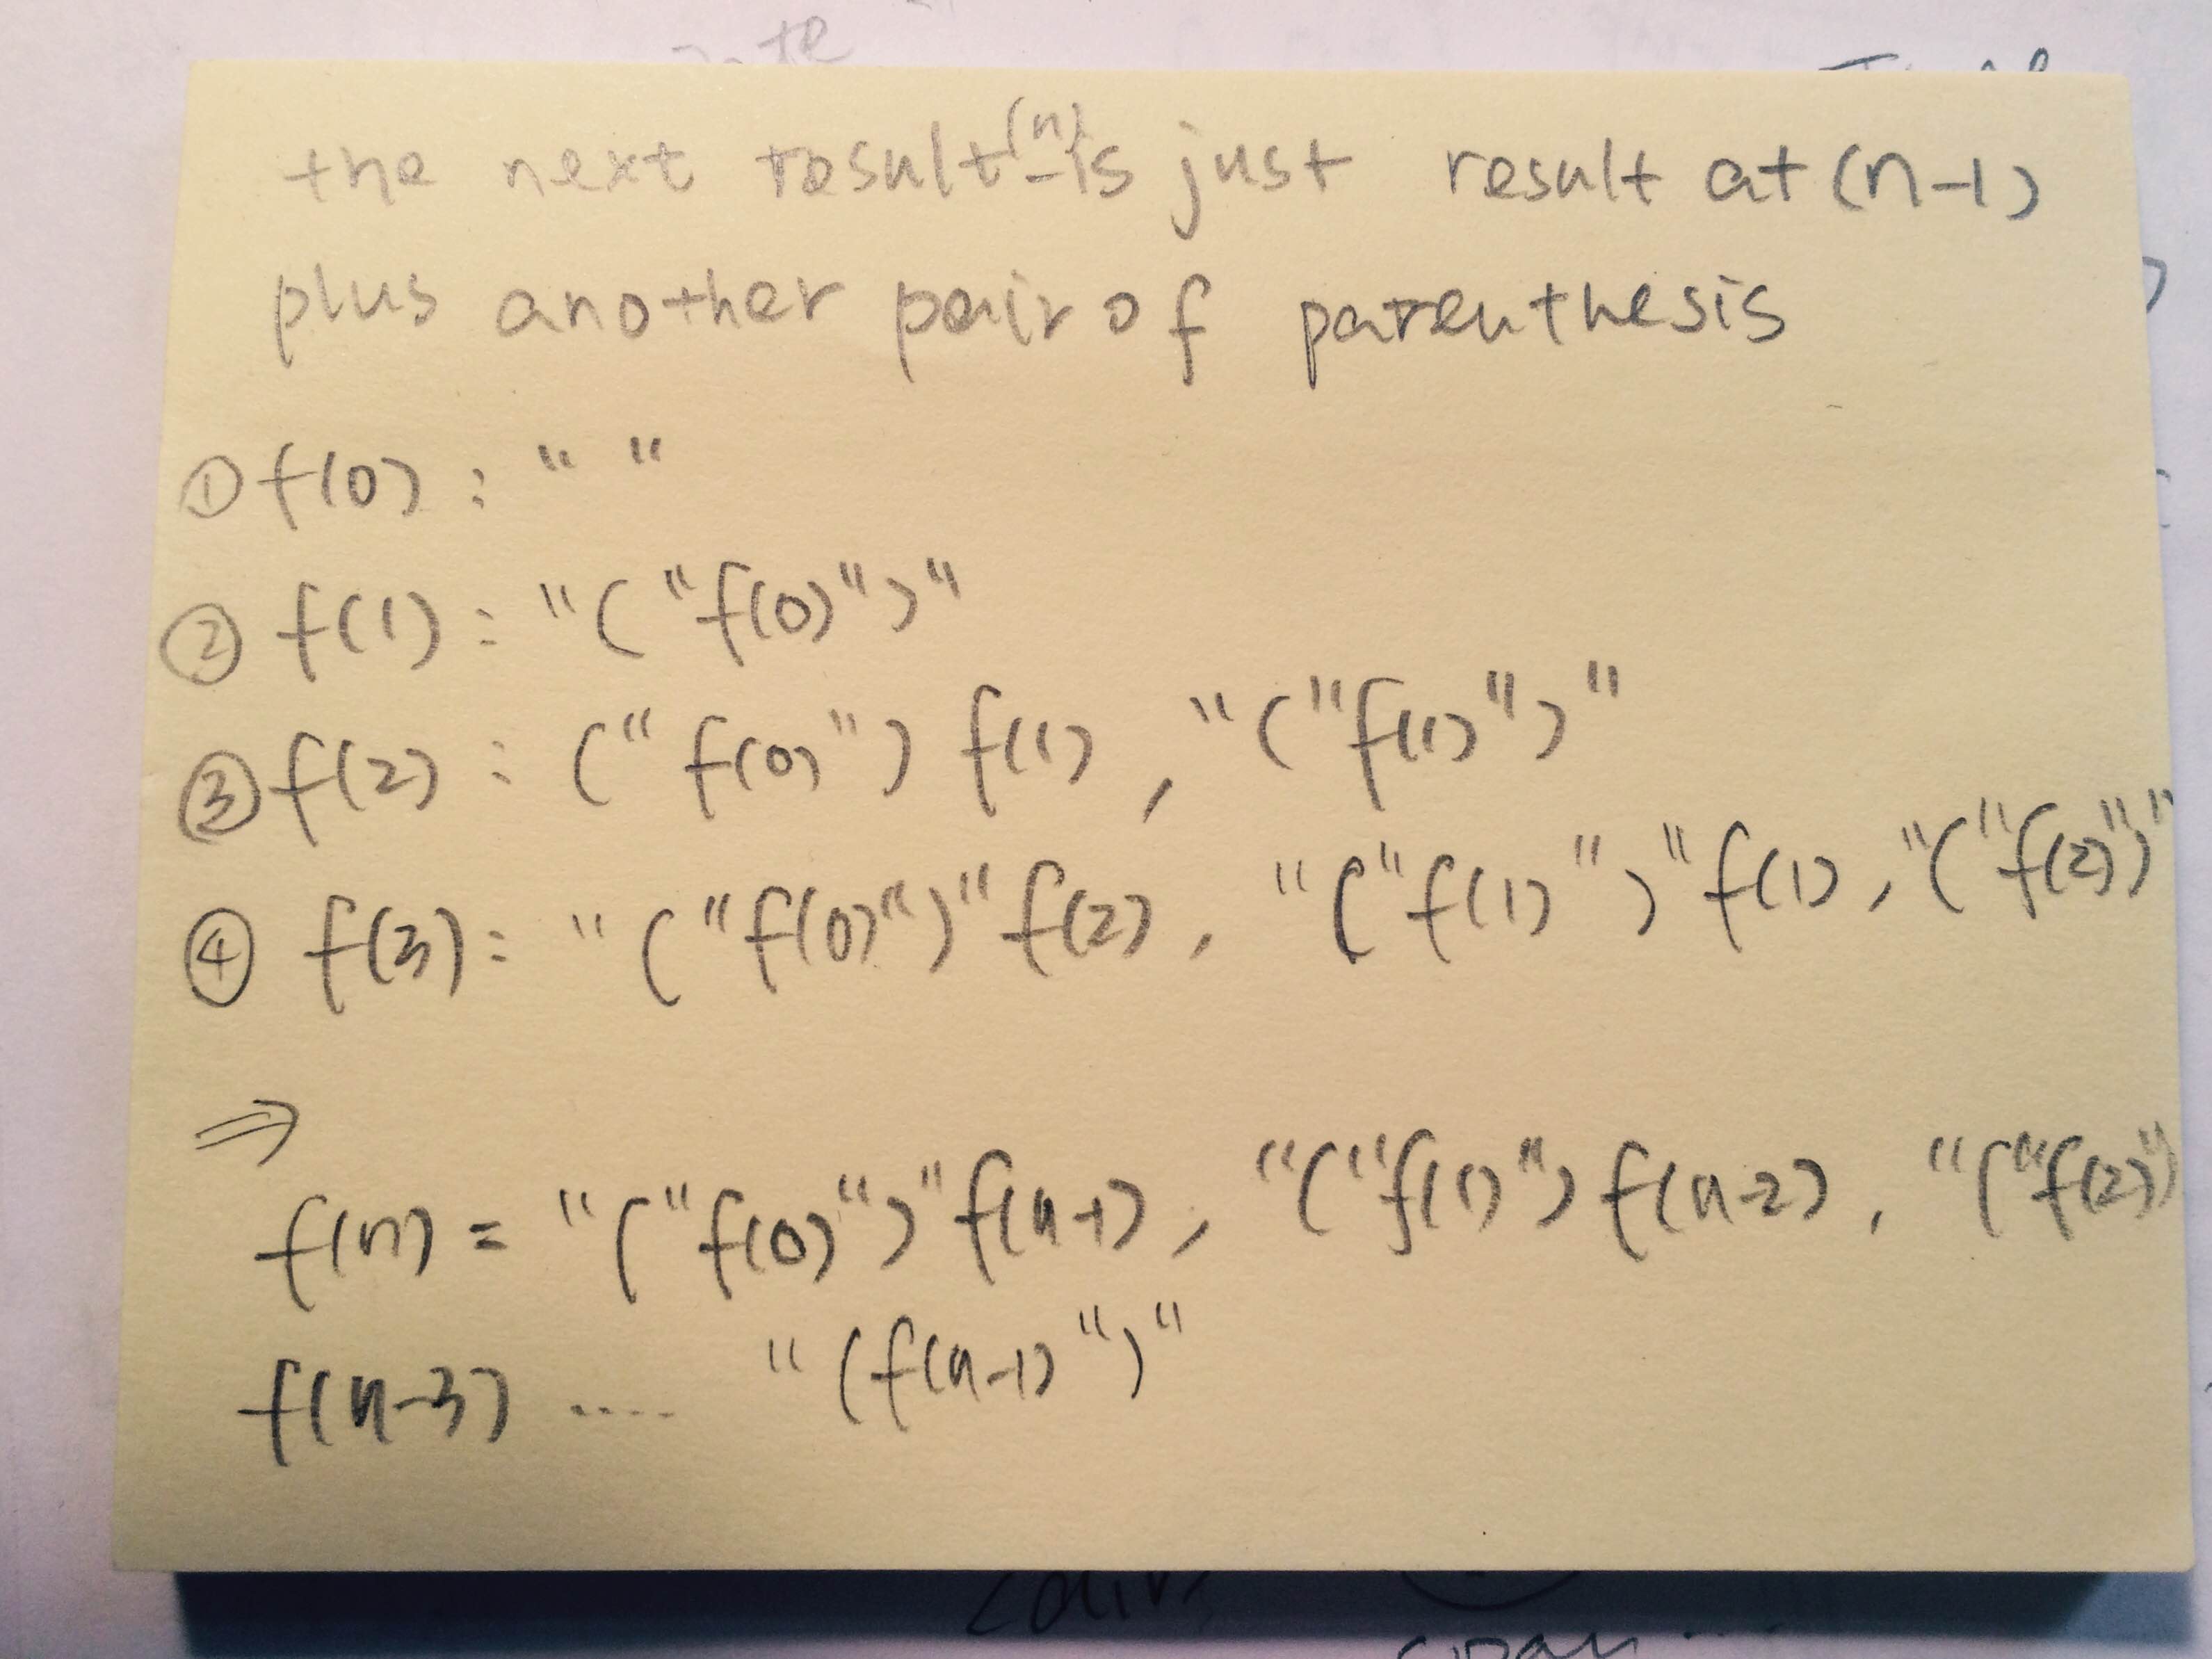 te
the next result(n) is just result at (n-1)
plus another pair of parenthesis
① f(0) : " "
② f(1) : "("f(0)")"
③ f(2) : ("f(0)") f(1) , "("f(1)")"
④ f(3) : "("f(0)")" f(2) , "("f(1)")" f(1) , "("f(2)")"
⇒
f(n) = "("f(0)")" f(n-1) , "("f(1)") f(n-2) , "("f(2)")
f(n-3) .... "(f(n-1)")"